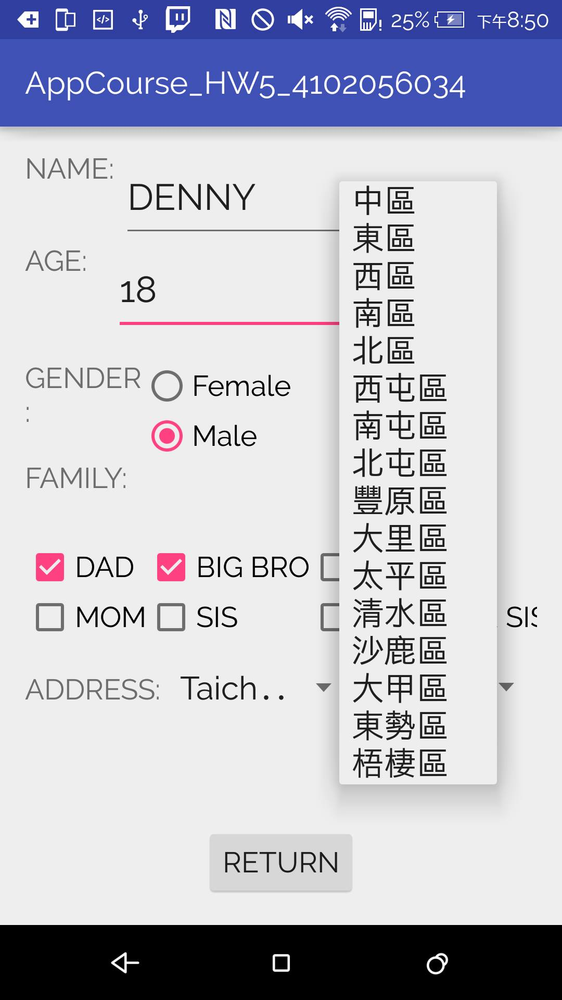 25% 下午8:50
AppCourse_HW5_4102056034
NAME:
DENNY
AGE:
18
GENDER
:
Female
Male
FAMILY:
DAD BIG BRO
MOM SIS SIS
ADDRESS: Taich..
中區
東區
西區
南區
北區
西屯區
南屯區
北屯區
豐原區
大里區
太平區
清水區
沙鹿區
大甲區
東勢區
梧棲區
RETURN